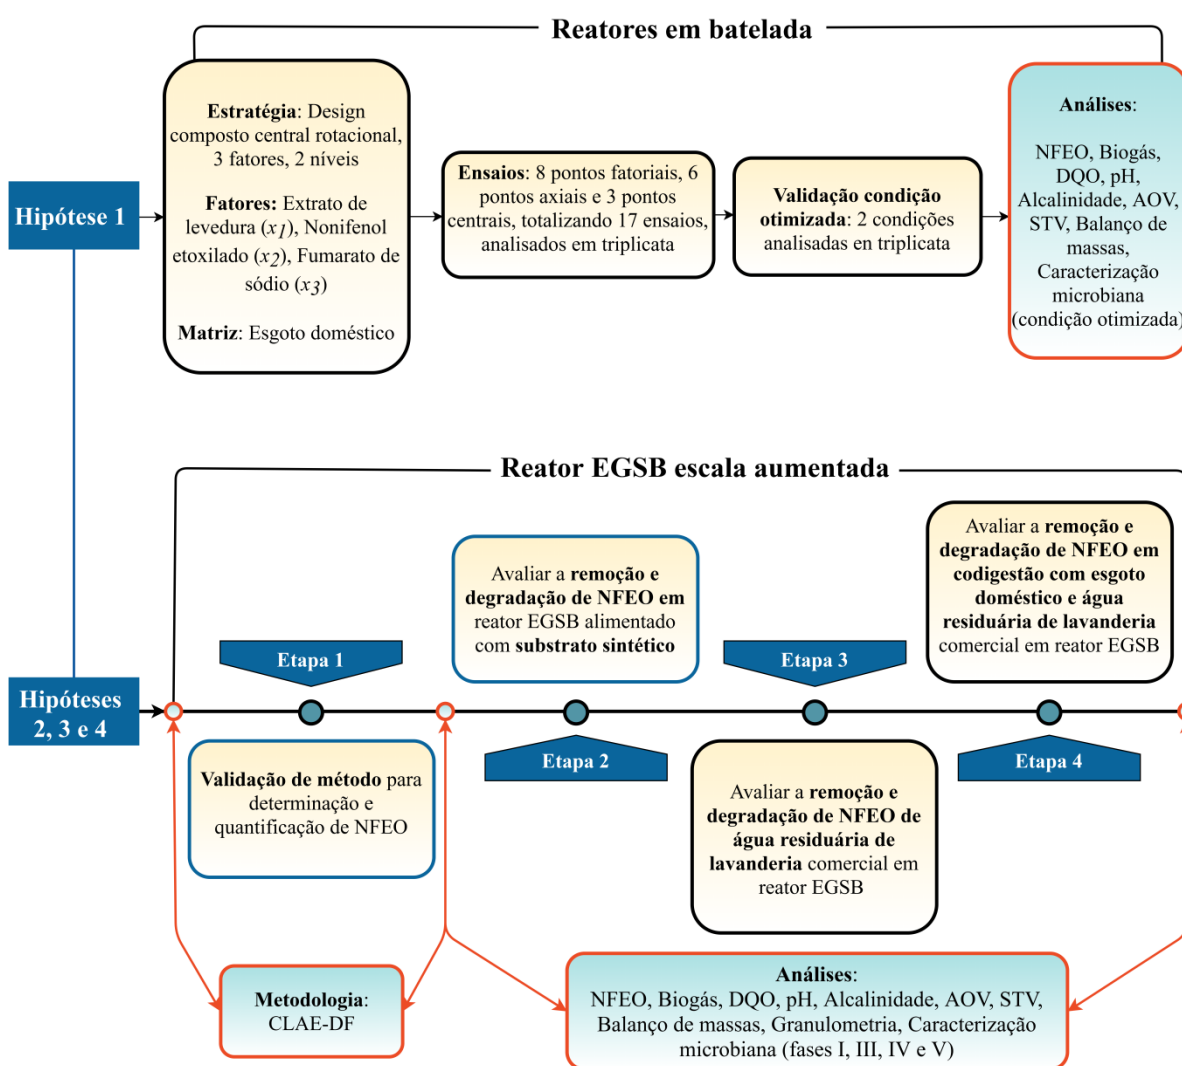 Reatores em batelada
Hipótese 1
Estratégia: Design
composto central rotacional,
3 fatores, 2 níveis
Fatores: Extrato de
levedura (x1), Nonifenol
etoxilado (x2), Fumarato de
sódio (x3)
Matriz: Esgoto doméstico
Ensaios: 8 pontos fatoriais, 6
pontos axiais e 3 pontos
centrais, totalizando 17 ensaios,
analisados em triplicata
Validação condição
otimizada: 2 condições
analisadas en triplicata
Análises:
NFEO, Biogás,
DQO, pH,
Alcalinidade, AOV,
STV, Balanço de
massas,
Caracterização
microbiana
(condição otimizada)
Reator EGSB escala aumentada
Hipóteses
2, 3 e 4
Etapa 1
Validação de método para
determinação e
quantificação de NFEO
Avaliar a remoção e
degradação de NFEO em
reator EGSB alimentado
com substrato sintético
Etapa 2
Etapa 3
Avaliar a remoção e
degradação de NFEO de
água residuária de
lavanderia comercial em
reator EGSB
Avaliar a remoção e
degradação de NFEO em
codigestão com esgoto
doméstico e água
residuária de lavanderia
comercial em reator EGSB
Etapa 4
Metodologia:
CLAE-DF
Análises:
NFEO, Biogás, DQO, pH, Alcalinidade, AOV, STV,
Balanço de massas, Granulometria, Caracterização
microbiana (fases I, III, IV e V)